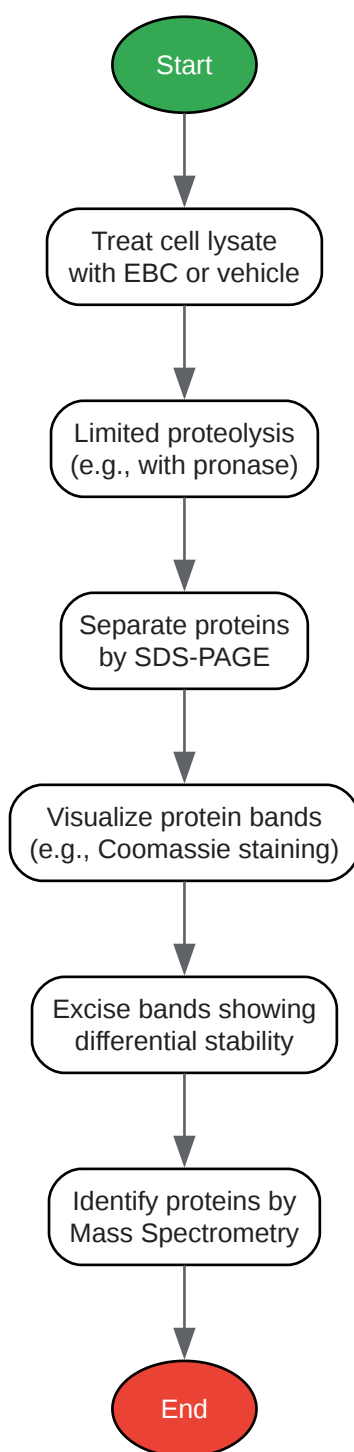 Start
Treat cell lysate
with EBC or vehicle
Limited proteolysis
(e.g., with pronase)
Separate proteins
by SDS-PAGE
Visualize protein bands
(e.g., Coomassie staining)
Excise bands showing
differential stability
Identify proteins by
Mass Spectrometry
End